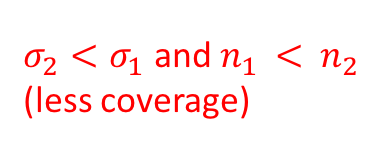 𝜎₂ < 𝜎₁ and 𝑛₁ < 𝑛₂
(less coverage)